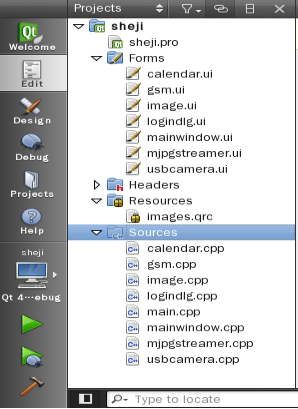 Projects
Welcome
Edit
Design
Debug
Projects
Help
sheji
Qt 4...ebug
sheji
sheji.pro
Forms
calendar.ui
gsm.ui
image.ui
logindlg.ui
mainwindow.ui
mjpgstreamer.ui
usbcamera.ui
Headers
Resources
images.qrc
Sources
calendar.cpp
gsm.cpp
image.cpp
logindlg.cpp
main.cpp
mainwindow.cpp
mjpgstreamer.cpp
usbcamera.cpp
Type to locate